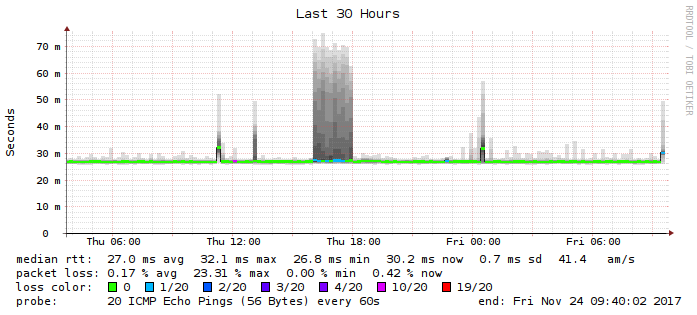 Last 30 Hours
RRDTOOL / TOBI OETIKER
Seconds
70 m
60 m
50 m
40 m
30 m
20 m
10 m
0
Thu 06:00 Thu 12:00 Thu 18:00 Fri 00:00 Fri 06:00
median rtt: 27.0 ms avg 32.1 ms max 26.8 ms min 30.2 ms now 0.7 ms sd 41.4 am/s
packet loss: 0.17 % avg 23.31 % max 0.00 % min 0.42 % now
loss color: 0 1/20 2/20 3/20 4/20 10/20 19/20
probe: 20 ICMP Echo Pings (56 Bytes) every 60s end: Fri Nov 24 09:40:02 2017